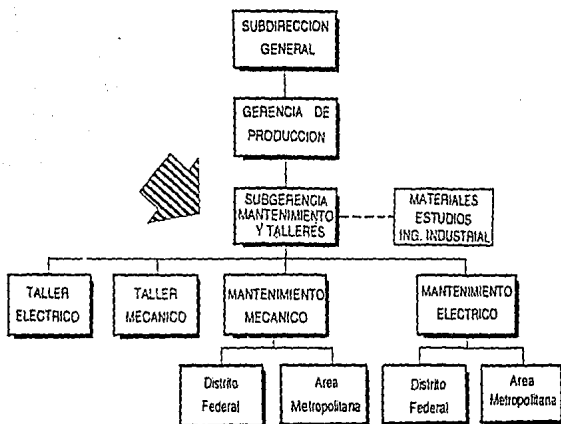 SUBDIRECCION
GENERAL
GERENCIA DE
PRODUCCION
SUBGERENCIA
MANTENIMIENTO
Y TALLERES
MATERIALES
ESTUDIOS
ING. INDUSTRIAL
TALLER
ELECTRICO
TALLER
MECANICO
MANTENIMIENTO
MECANICO
MANTENIMIENTO
ELECTRICO
Distrito
Federal
Area
Metropolitana
Distrito
Federal
Area
Metropolitana